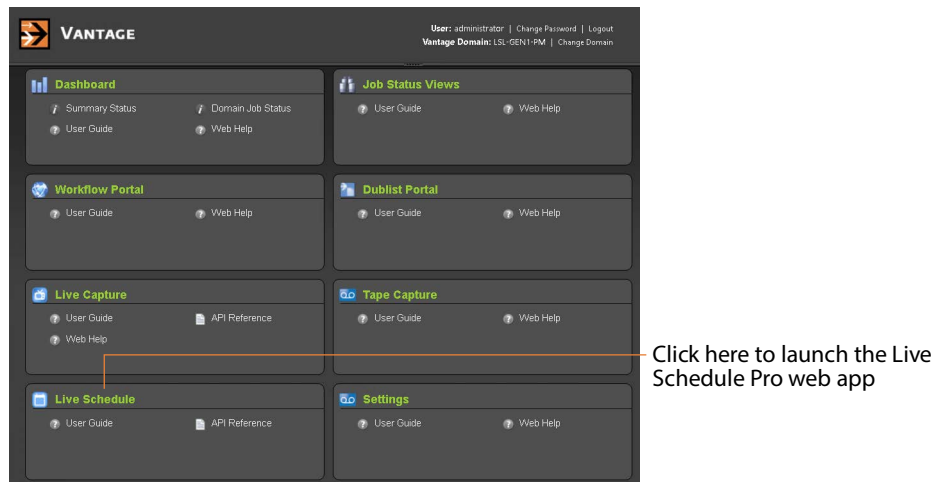 VANTAGE
User: administrator | Change Password | Logout
Vantage Domain: LSL-GEN1-PM | Change Domain
Dashboard
Summary Status
Domain Job Status
User Guide
Web Help
Job Status Views
User Guide
Web Help
Workflow Portal
User Guide
Web Help
Dublist Portal
User Guide
Web Help
Live Capture
User Guide
API Reference
Web Help
Tape Capture
User Guide
Web Help
Live Schedule
User Guide
API Reference
Settings
User Guide
Web Help
Click here to launch the Live
Schedule Pro web app